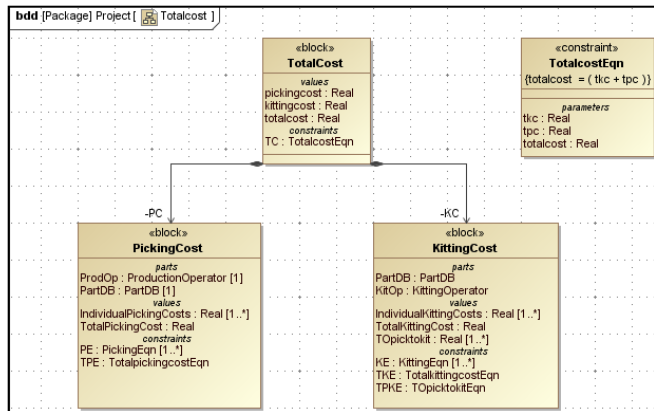 bdd [Package] Project [ Totalcost ]
«block»
TotalCost
values
pickingcost : Real
kittingcost : Real
totalcost : Real
constraints
TC : TotalcostEqn
«constraint»
TotalcostEqn
{totalcost = ( tkc + tpc )}
parameters
tkc : Real
tpc : Real
totalcost : Real
-PC
-KC
«block»
PickingCost
parts
ProdOp : ProductionOperator [1]
PartDB : PartDB [1]
values
IndividualPickingCosts : Real [1..*]
TotalPickingCost : Real
constraints
PE : PickingEqn [1..*]
TPE : TotalpickingcostEqn
«block»
KittingCost
parts
PartDB : PartDB
KitOp : KittingOperator
values
IndividualKittingCosts : Real [1..*]
TotalKittingCost : Real
TOpicktokit : Real [1..*]
constraints
KE : KittingEqn [1..*]
TKE : TotalkittingcostEqn
TPKE : TOpicktokitEqn